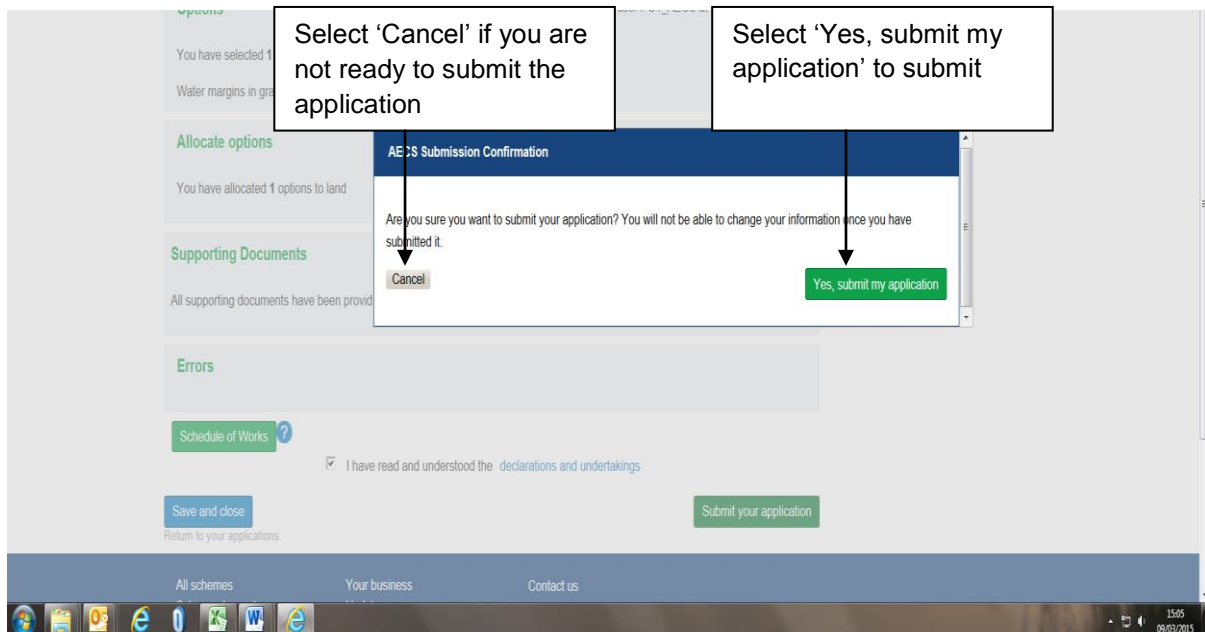 Options
Select ‘Cancel’ if you are
not ready to submit the
application
Select ‘Yes, submit my
application’ to submit
You have selected 1
Water margins in gra
Allocate options
You have allocated 1 options to land
AECS Submission Confirmation
Are you sure you want to submit your application? You will not be able to change your information once you have
submitted it.
Cancel
Yes, submit my application
Supporting Documents
All supporting documents have been provid
Errors
Schedule of Works ?
I have read and understood the declarations and undertakings
Save and close
Submit your application
Return to your applications
All schemes
Your business
Contact us
15:05
09/03/2015